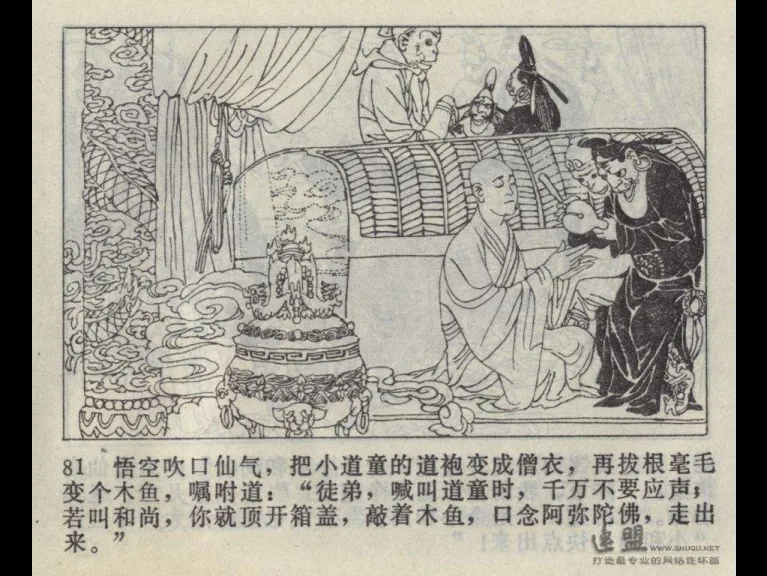 81 悟空吹口仙气，把小道童的道袍变成僧衣，再拔根毫毛
变个木鱼，嘱咐道：“徒弟，喊叫道童时，千万不要应声；
若叫和尚，你就顶开箱盖，敲着木鱼，口念阿弥陀佛，走出
来。”
连盟 WWW.SHUQU.NET
打造最专业的网络连环画